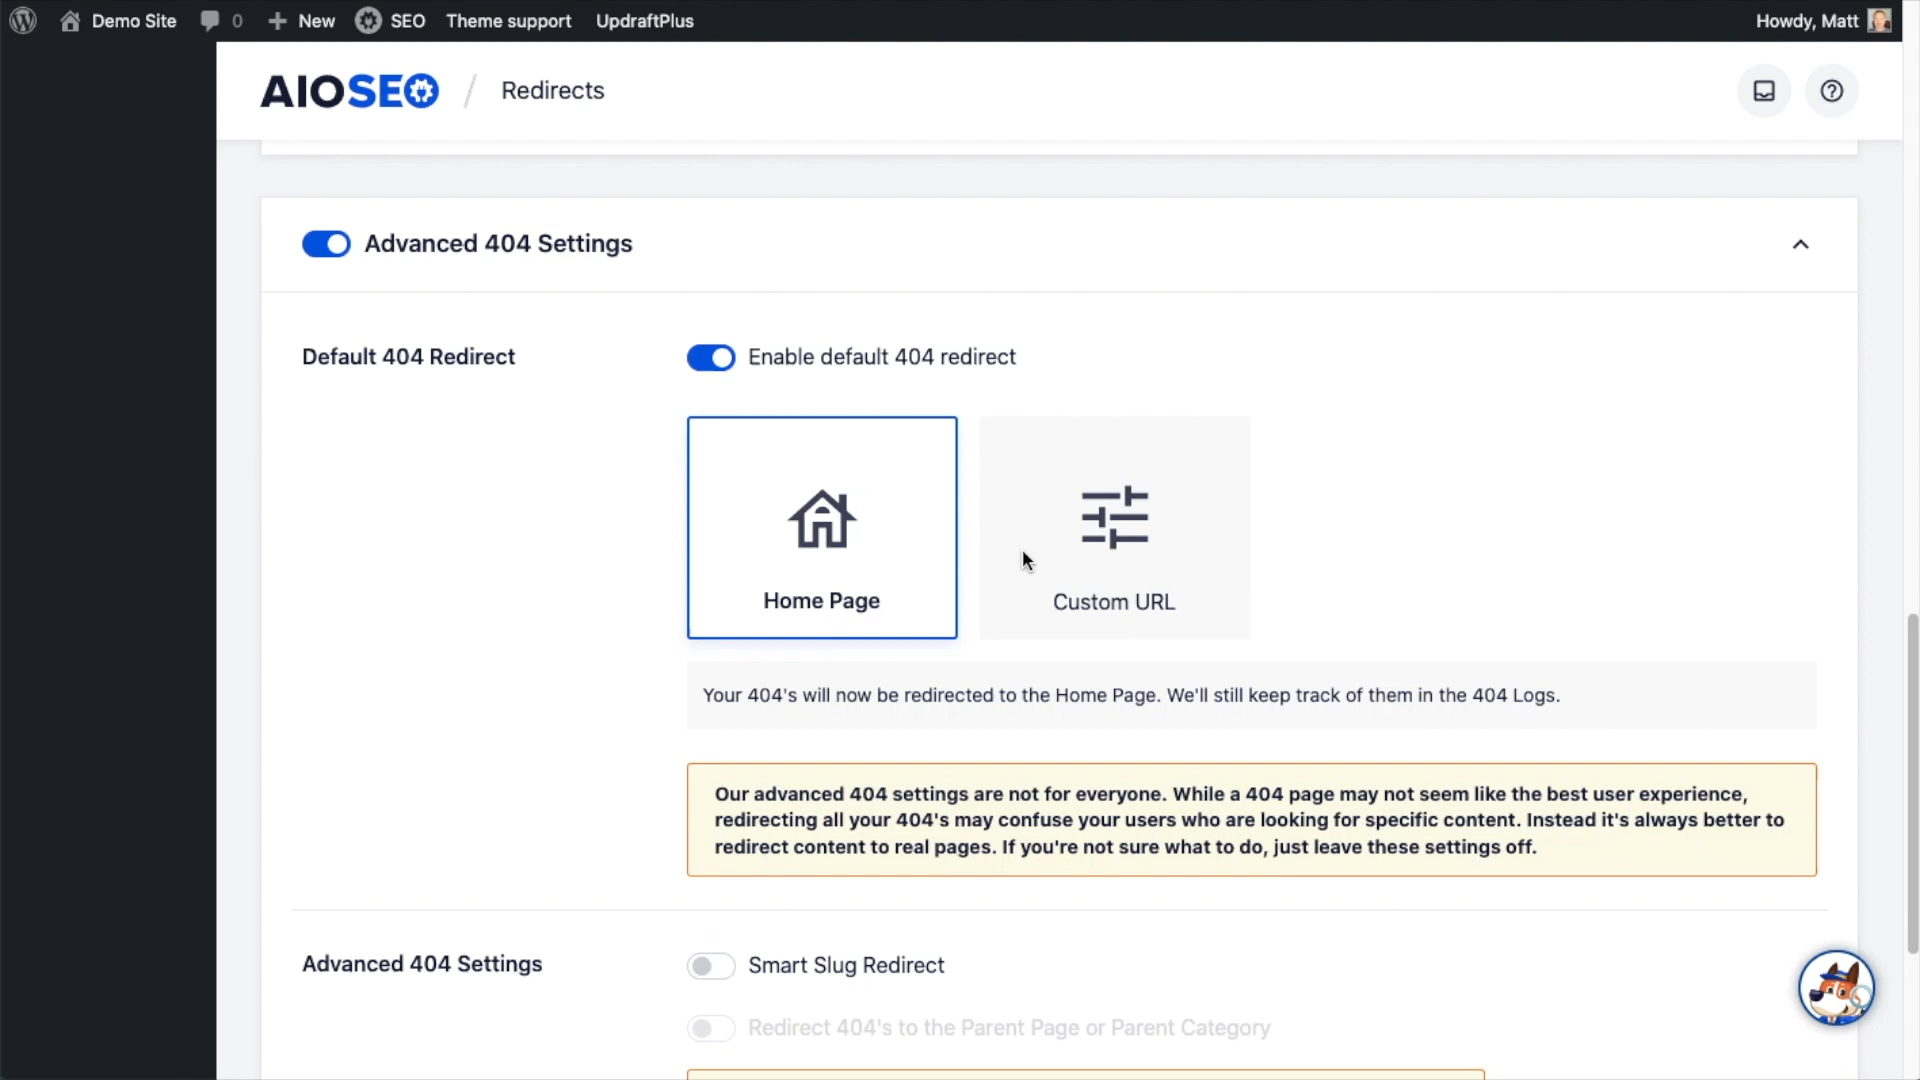 Demo Site 0 New SEO Theme support UpdraftPlus Howdy, Matt
AIOSEO / Redirects
Advanced 404 Settings
Default 404 Redirect
Enable default 404 redirect
Home Page
Custom URL
Your 404's will now be redirected to the Home Page. We'll still keep track of them in the 404 Logs.
Our advanced 404 settings are not for everyone. While a 404 page may not seem like the best user experience,
redirecting all your 404's may confuse your users who are looking for specific content. Instead it's always better to
redirect content to real pages. If you're not sure what to do, just leave these settings off.
Advanced 404 Settings
Smart Slug Redirect
Redirect 404's to the Parent Page or Parent Category